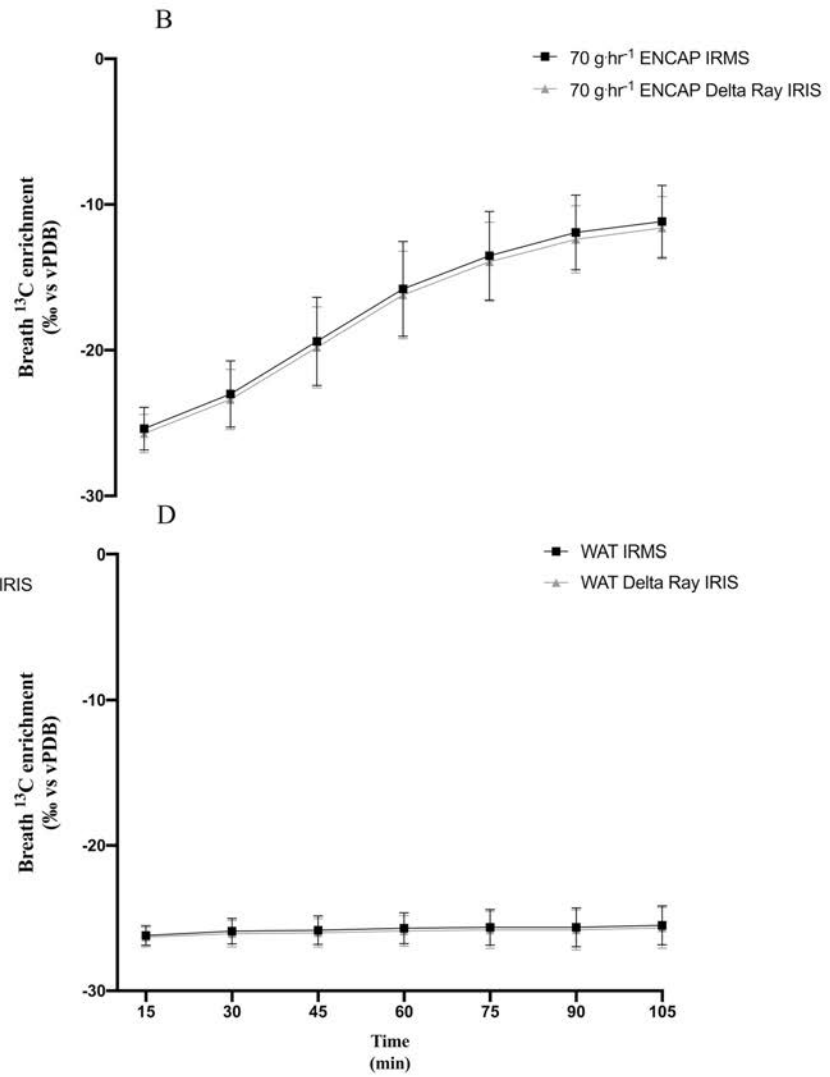 B
70 g·hr⁻¹ ENCAP IRMS
70 g·hr⁻¹ ENCAP Delta Ray IRIS
0
-10
-20
-30
Breath ¹³C enrichment
(‰ vs vPDB)
D
WAT IRMS
WAT Delta Ray IRIS
IRIS
0
-10
-20
-30
Breath ¹³C enrichment
(‰ vs vPDB)
15 30 45 60 75 90 105
Time
(min)